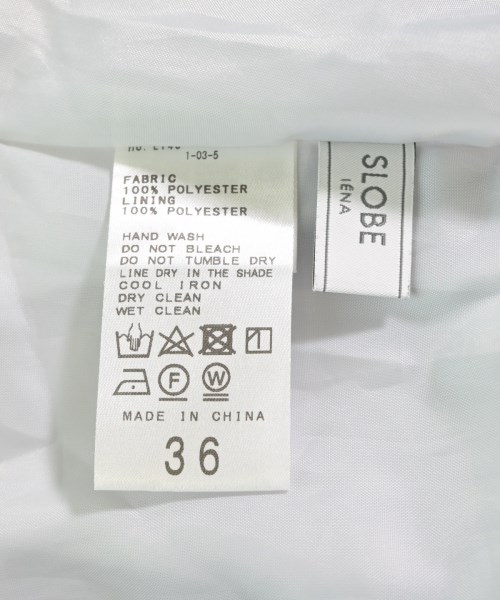 1-03-5
FABRIC
100% POLYESTER
LINING
100% POLYESTER
HAND WASH
DO NOT BLEACH
DO NOT TUMBLE DRY
LINE DRY IN THE SHADE
COOL IRON
DRY CLEAN
WET CLEAN
F W
MADE IN CHINA
36
SLOBE
IÉNA